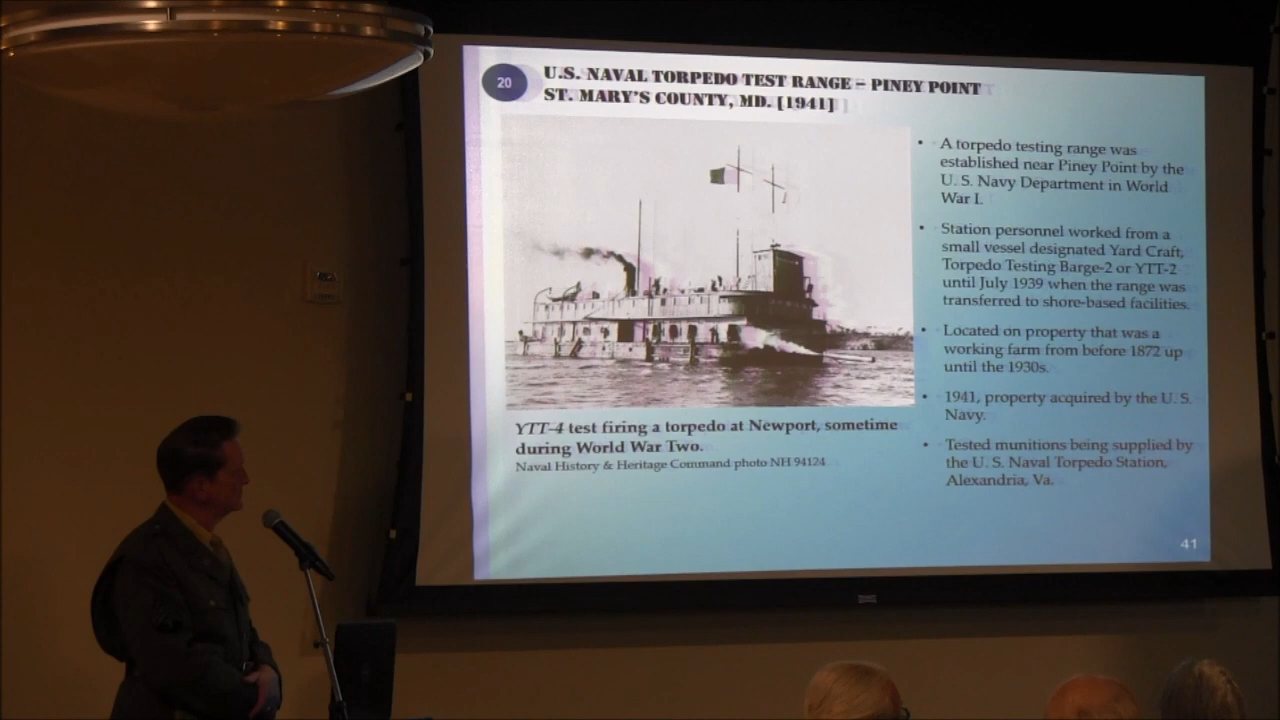 20
U.S. NAVAL TORPEDO TEST RANGE – PINEY POINT
ST. MARY'S COUNTY, MD. [1941]
• A torpedo testing range was
established near Piney Point by the
U. S. Navy Department in World
War I.
• Station personnel worked from a
small vessel designated Yard Craft,
Torpedo Testing Barge-2 or YTT-2
until July 1939 when the range was
transferred to shore-based facilities.
• Located on property that was a
working farm from before 1872 up
until the 1930s.
• 1941, property acquired by the U. S.
Navy.
• Tested munitions being supplied by
the U. S. Naval Torpedo Station,
Alexandria, Va.
YTT-4 test firing a torpedo at Newport, sometime
during World War Two.
Naval History & Heritage Command photo NH 94124
41